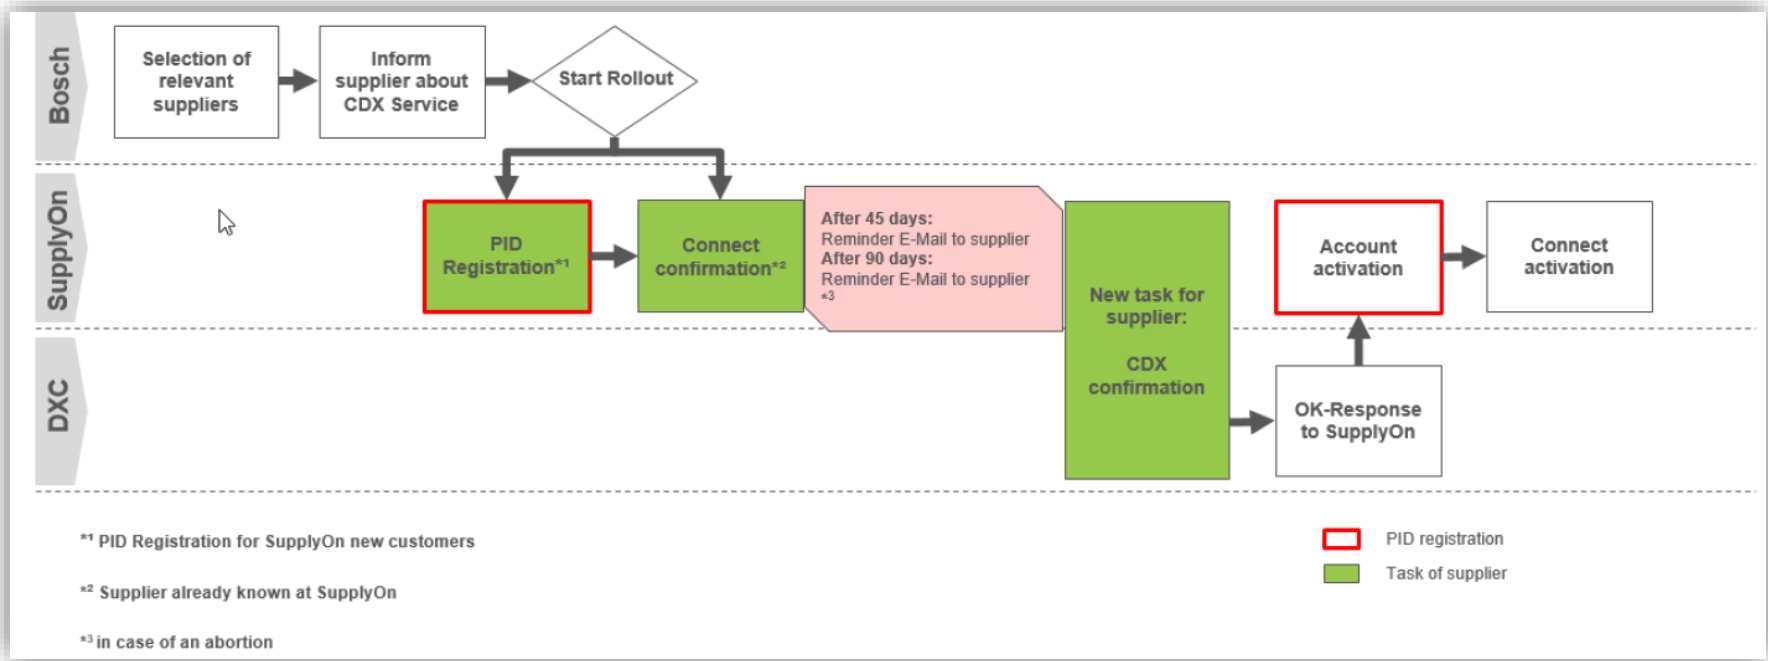 Bosch
Selection of
relevant
suppliers
Inform
supplier about
CDX Service
Start Rollout
SupplyOn
PID
Registration*¹
Connect
confirmation*²
After 45 days:
Reminder E-Mail to supplier
After 90 days:
Reminder E-Mail to supplier
*³
New task for
supplier:
CDX
confirmation
Account
activation
Connect
activation
DXC
OK-Response
to SupplyOn
*¹ PID Registration for SupplyOn new customers
*² Supplier already known at SupplyOn
*³ in case of an abortion
PID registration
Task of supplier